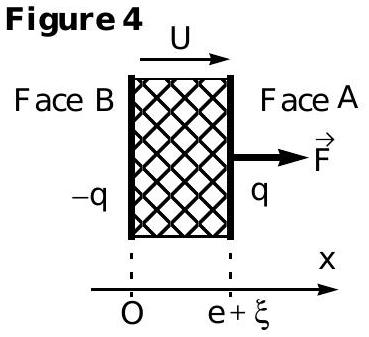 Figure 4
U
Face B
Face A
F
–q
q
x
O
e + ξ